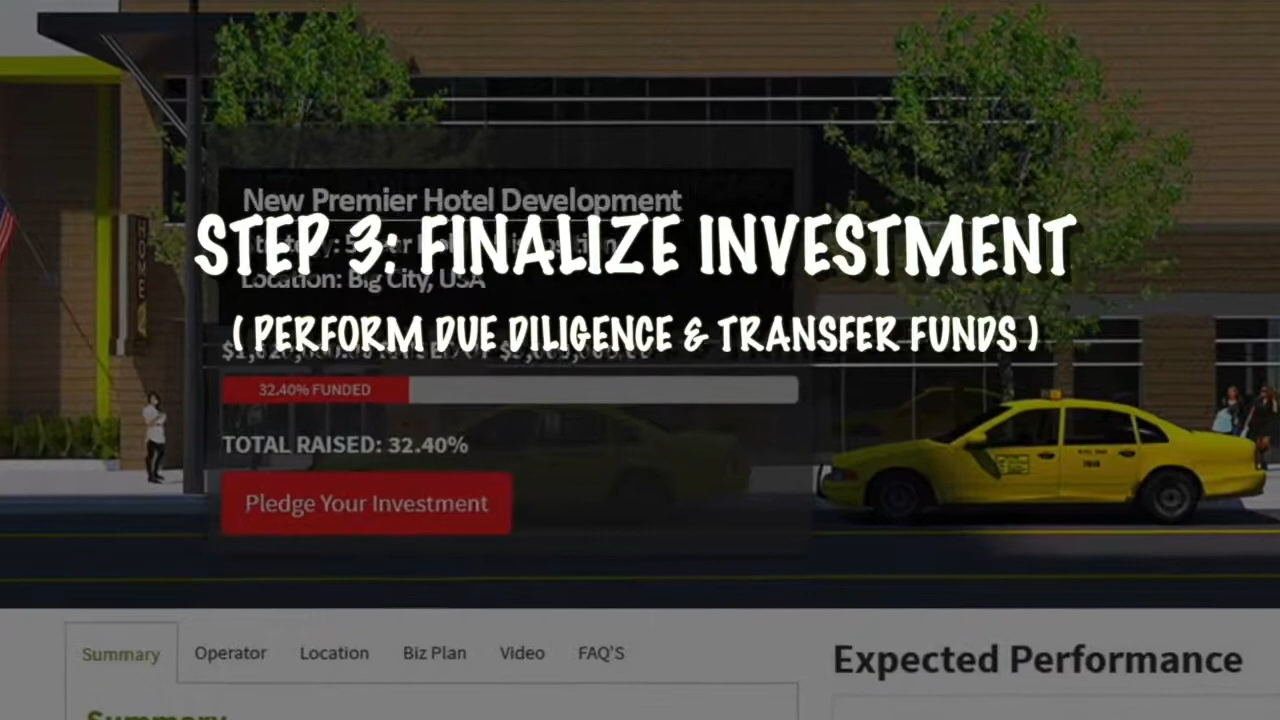 New Premier Hotel Development
STEP 3: FINALIZE INVESTMENT
Location: Big City, USA
( PERFORM DUE DILIGENCE & TRANSFER FUNDS )
32.40% FUNDED
TOTAL RAISED: 32.40%
Pledge Your Investment
Summary Operator Location Biz Plan Video FAQ'S
Expected Performance
Summary